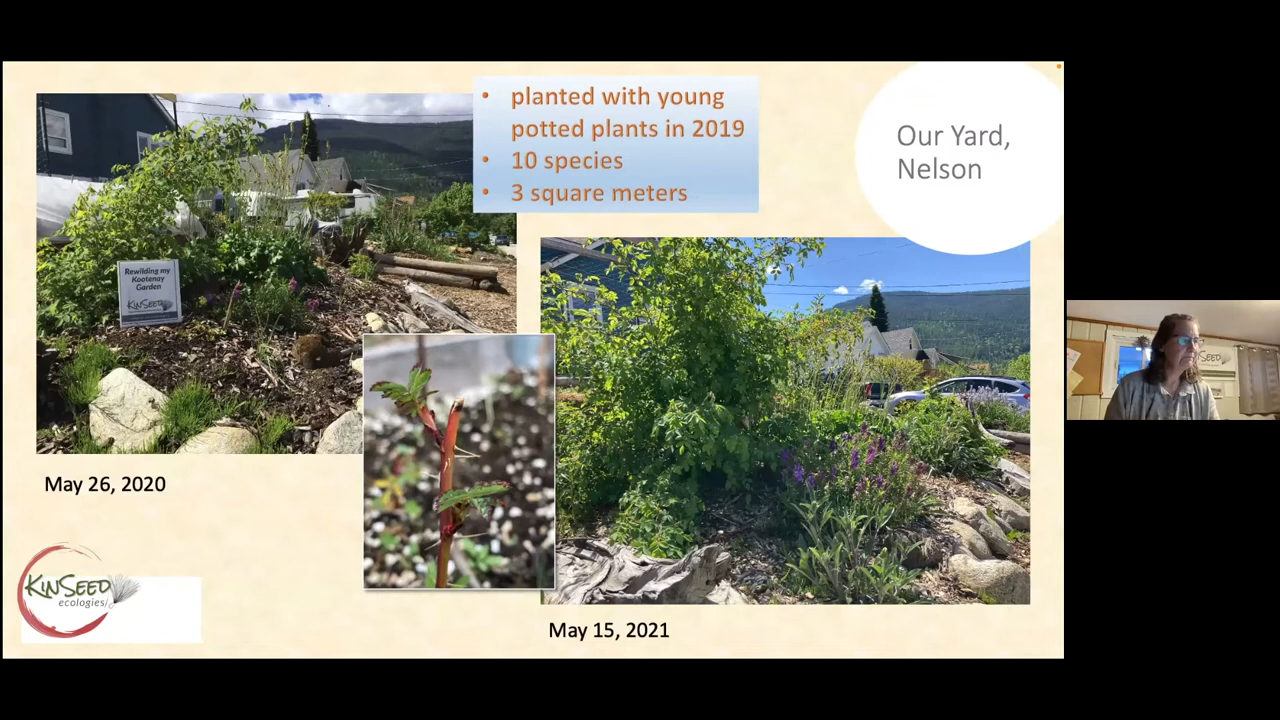 • planted with young
potted plants in 2019
• 10 species
• 3 square meters
Our Yard,
Nelson
Rewilding my
Kootenay
Garden
KINSEED
May 26, 2020
May 15, 2021
KINSEED
ecologies
SEED